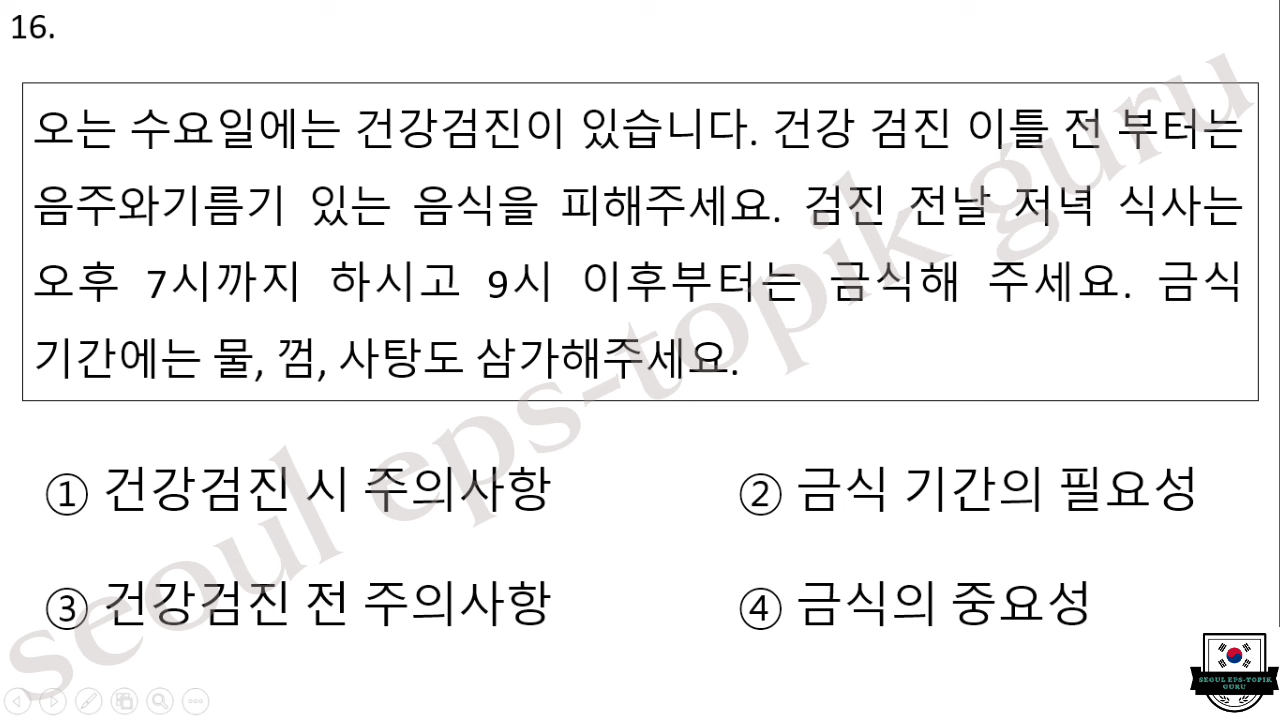 16.
오는 수요일에는 건강검진이 있습니다. 건강 검진 이틀 전 부터는
음주와기름기 있는 음식을 피해주세요. 검진 전날 저녁 식사는
오후 7시까지 하시고 9시 이후부터는 금식해 주세요. 금식
기간에는 물, 껌, 사탕도 삼가해주세요.
① 건강검진 시 주의사항
② 금식 기간의 필요성
③ 건강검진 전 주의사항
④ 금식의 중요성
seoul eps-topik guru
SEOUL EPS-TOPIK
GURU